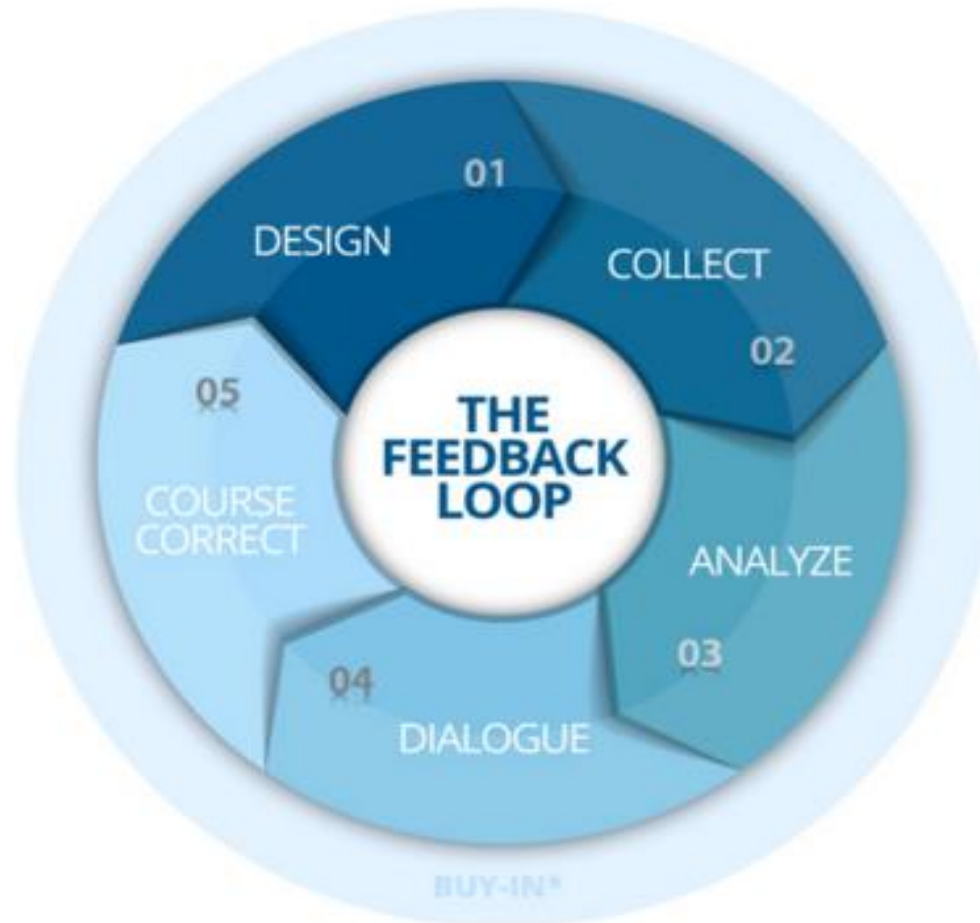 THE
FEEDBACK
LOOP
01
DESIGN
COLLECT
02
ANALYZE
03
04
DIALOGUE
05
COURSE
CORRECT
BUY-IN*